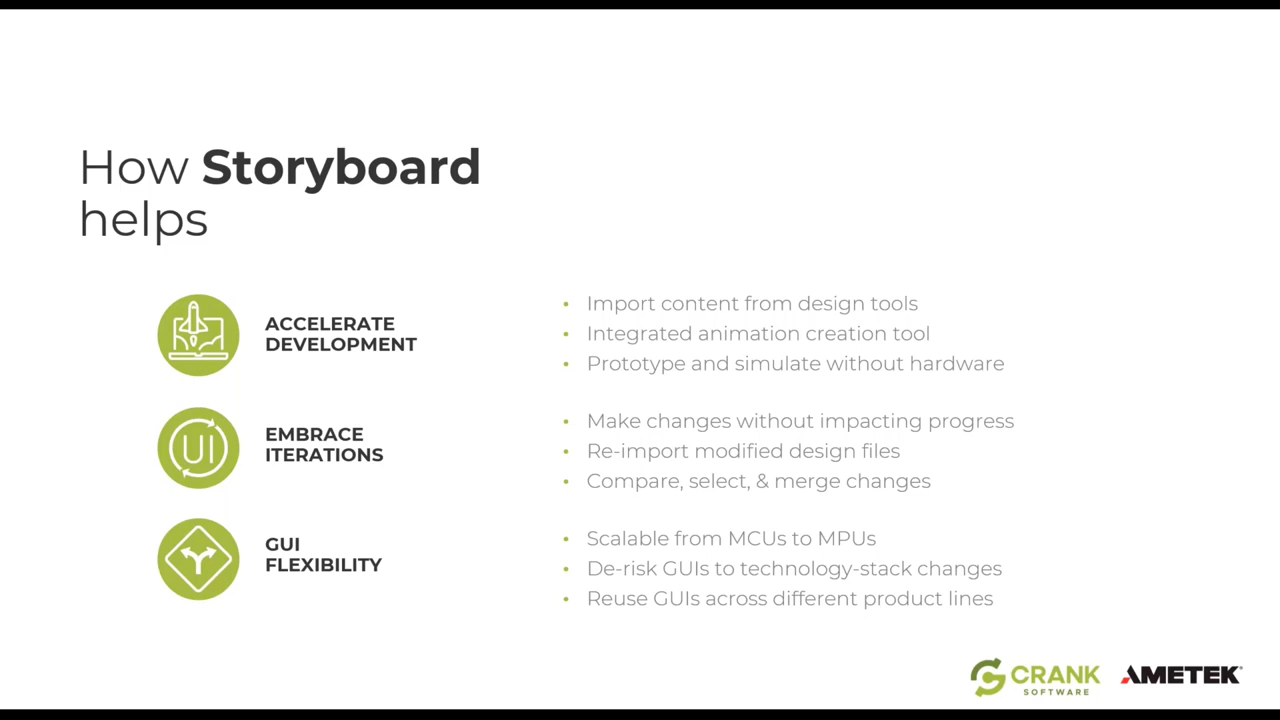 How Storyboard
helps
ACCELERATE
DEVELOPMENT
• Import content from design tools
• Integrated animation creation tool
• Prototype and simulate without hardware
UI
EMBRACE
ITERATIONS
• Make changes without impacting progress
• Re-import modified design files
• Compare, select, & merge changes
GUI
FLEXIBILITY
• Scalable from MCUs to MPUs
• De-risk GUIs to technology-stack changes
• Reuse GUIs across different product lines
CRANK
SOFTWARE
AMETEK